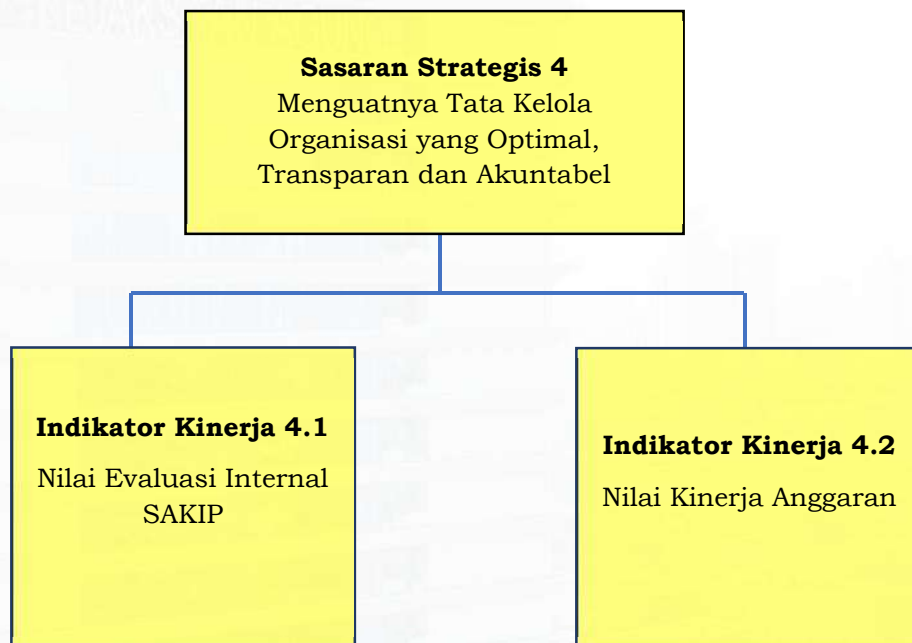 Sasaran Strategis 4
Menguatnya Tata Kelola
Organisasi yang Optimal,
Transparan dan Akuntabel
Indikator Kinerja 4.1
Nilai Evaluasi Internal
SAKIP
Indikator Kinerja 4.2
Nilai Kinerja Anggaran